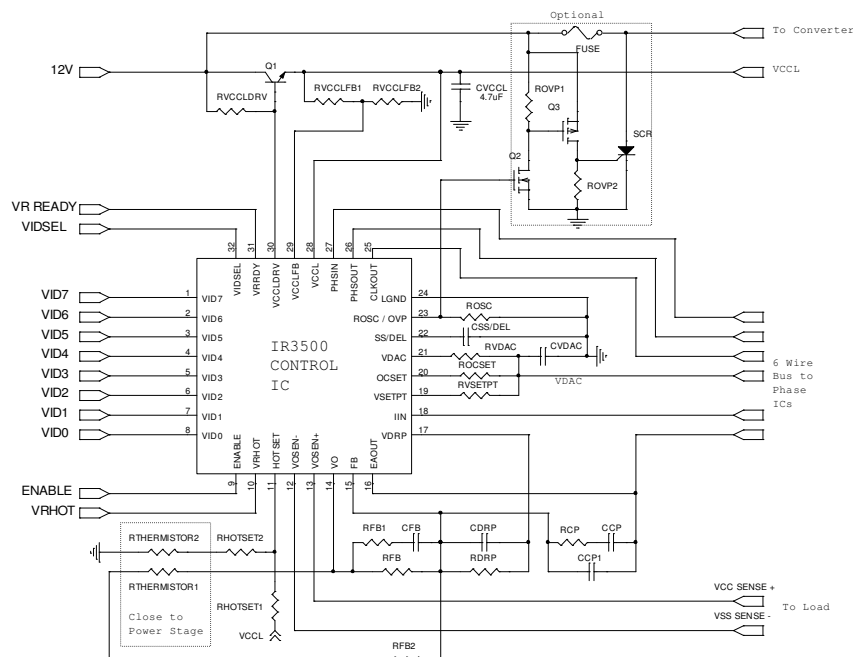 Optional
To Converter
FUSE
12V
Q1
VCCL
RVCCLDRV
RVCCLFB1
RVCCLFB2
CVCCL
4.7uF
ROVP1
Q3
SCR
Q2
ROVP2
VR READY
VIDSEL
32
31
30
29
28
27
26
25
VIDSEL
VRRDY
VCCLDRV
VCCLFB
VCCL
PHSIN
PHSOUT
CLKOUT
VID7
1
VID7
LGND
24
VID6
2
VID6
ROSC / OVP
23
ROSC
VID5
3
VID5
SS/DEL
22
CSS/DEL
VID4
4
VID4
VDAC
21
RVDAC
CVDAC
VID3
5
VID3
OCSET
20
ROCSET
VDAC
VID2
6
VID2
VSETPT
19
RVSETPT
VID1
7
VID1
IIN
18
VID0
8
VID0
VDRP
17
IR3500
CONTROL
IC
6 Wire
Bus to
Phase
ICs
ENABLE
VRHOT
HOTSET
VOSEN-
VOSEN+
VO
FB
EAOUT
9
10
11
12
13
14
15
16
ENABLE
VRHOT
RTHERMISTOR2
RHOTSET2
RFB1
CFB
CDRP
RCP
CCP
RFB
RDRP
CCP1
RTHERMISTOR1
RHOTSET1
Close to
Power Stage
VCCL
VCC SENSE +
To Load
VSS SENSE -
RFB2